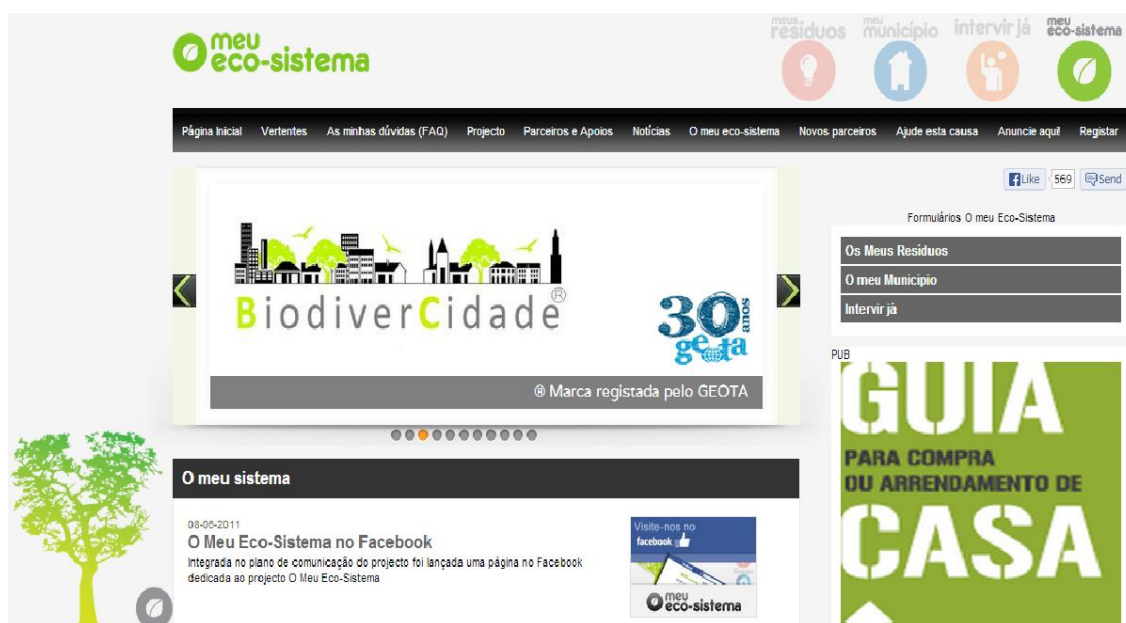 meu
eco-sistema
meus
resíduos
meu
município
intervir já
meu
eco-sistema
Página Inicial Vertentes As minhas dúvidas (FAQ) Projecto Parceiros e Apoios Notícias O meu eco-sistema Novos parceiros Ajude esta causa Anuncie aqui! Registar
Like 569 Send
BiodiverCidade®
30 anos
geota
® Marca registada pelo GEOTA
Formulários O meu Eco-Sistema
Os Meus Residuos
O meu Municipio
Intervir já
PUB
GUIA
PARA COMPRA
OU ARRENDAMENTO DE
CASA
O meu sistema
08-06-2011
O Meu Eco-Sistema no Facebook
Integrada no plano de comunicação do projecto foi lançada uma página no Facebook
dedicada ao projecto O Meu Eco-Sistema
Visite-nos no
facebook
meu
eco-sistema